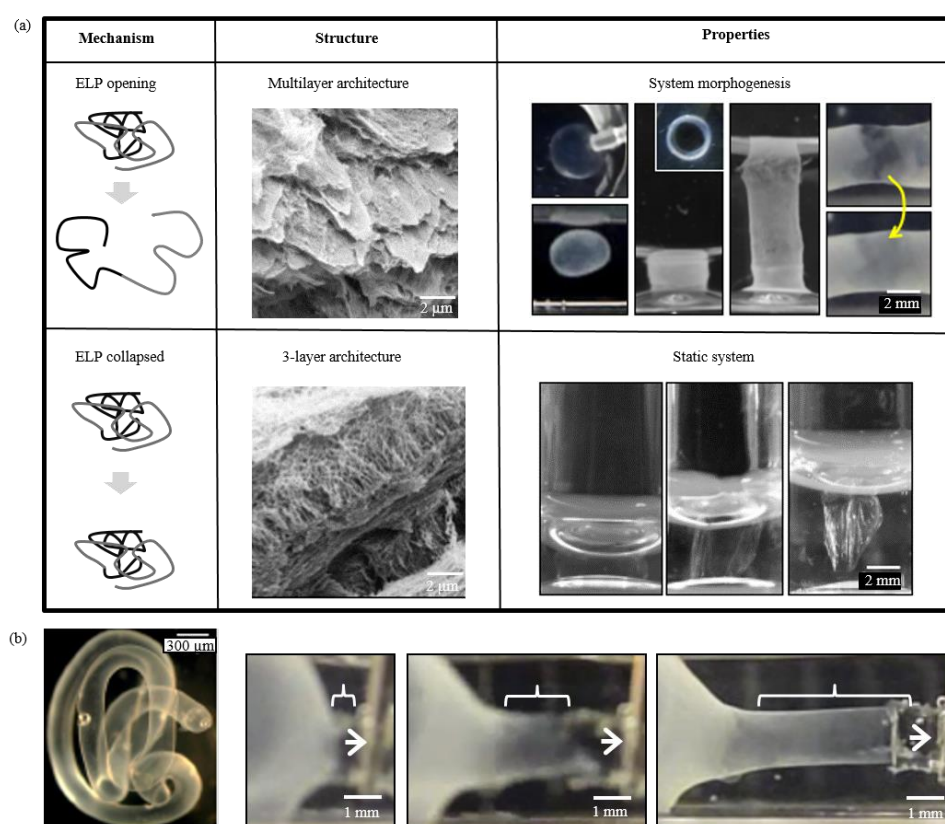 (a)
Mechanism
Structure
Properties
ELP opening
Multilayer architecture
System morphogenesis
2 μm
2 mm
ELP collapsed
3-layer architecture
Static system
2 μm
2 mm
(b)
300 μm
1 mm
1 mm
1 mm